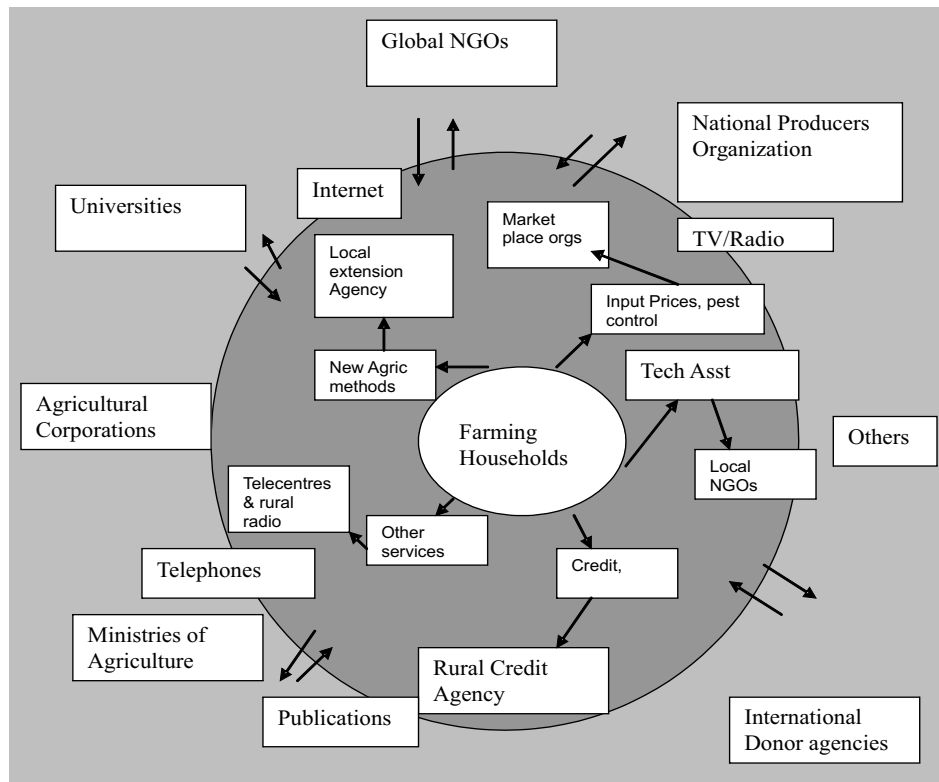 Global NGOs
National Producers
Organization
Internet
Universities
Market
place orgs
TV/Radio
Local
extension
Agency
Input Prices, pest
control
New Agric
methods
Tech Asst
Agricultural
Corporations
Farming
Households
Others
Local
NGOs
Telecentres
& rural
radio
Other
services
Telephones
Credit,
Ministries of
Agriculture
Rural Credit
Agency
Publications
International
Donor agencies